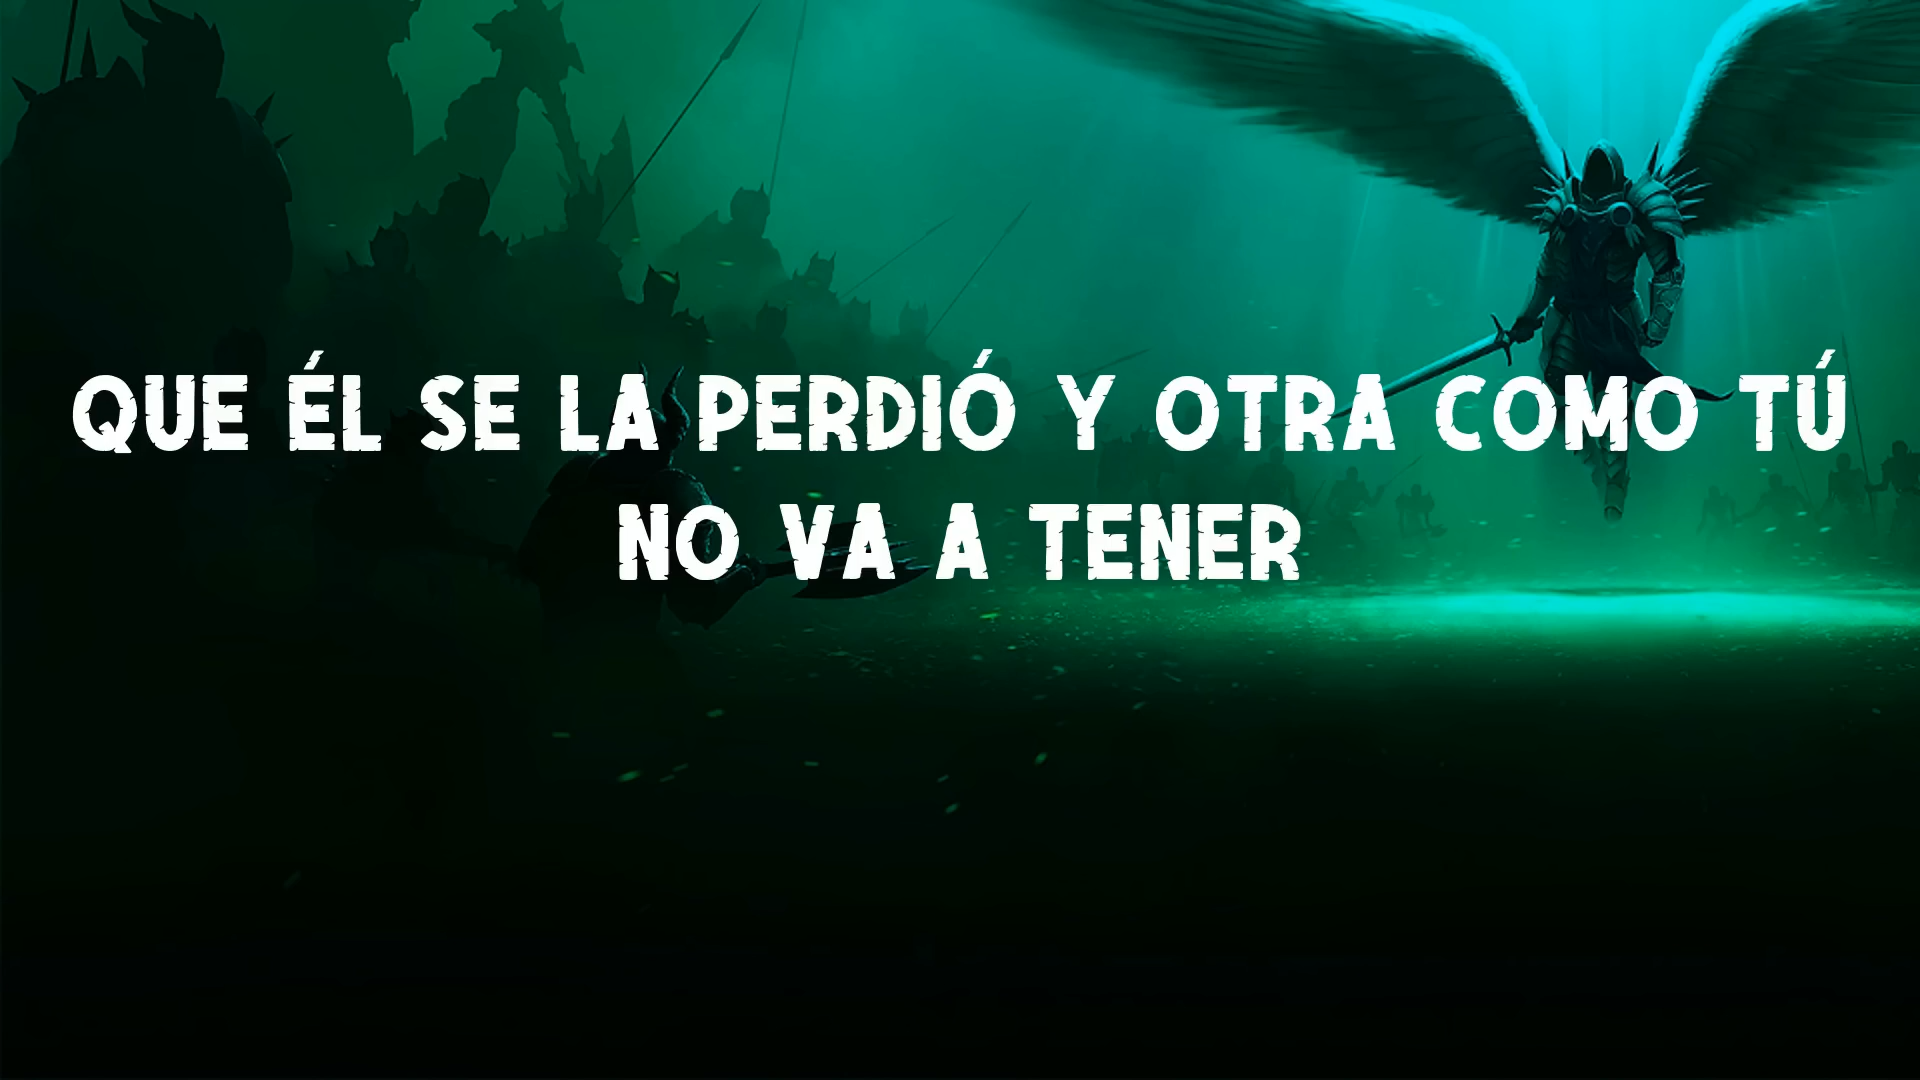 QUE ÉL SE LA PERDIÓ Y OTRA COMO TÚ
NO VA A TENER